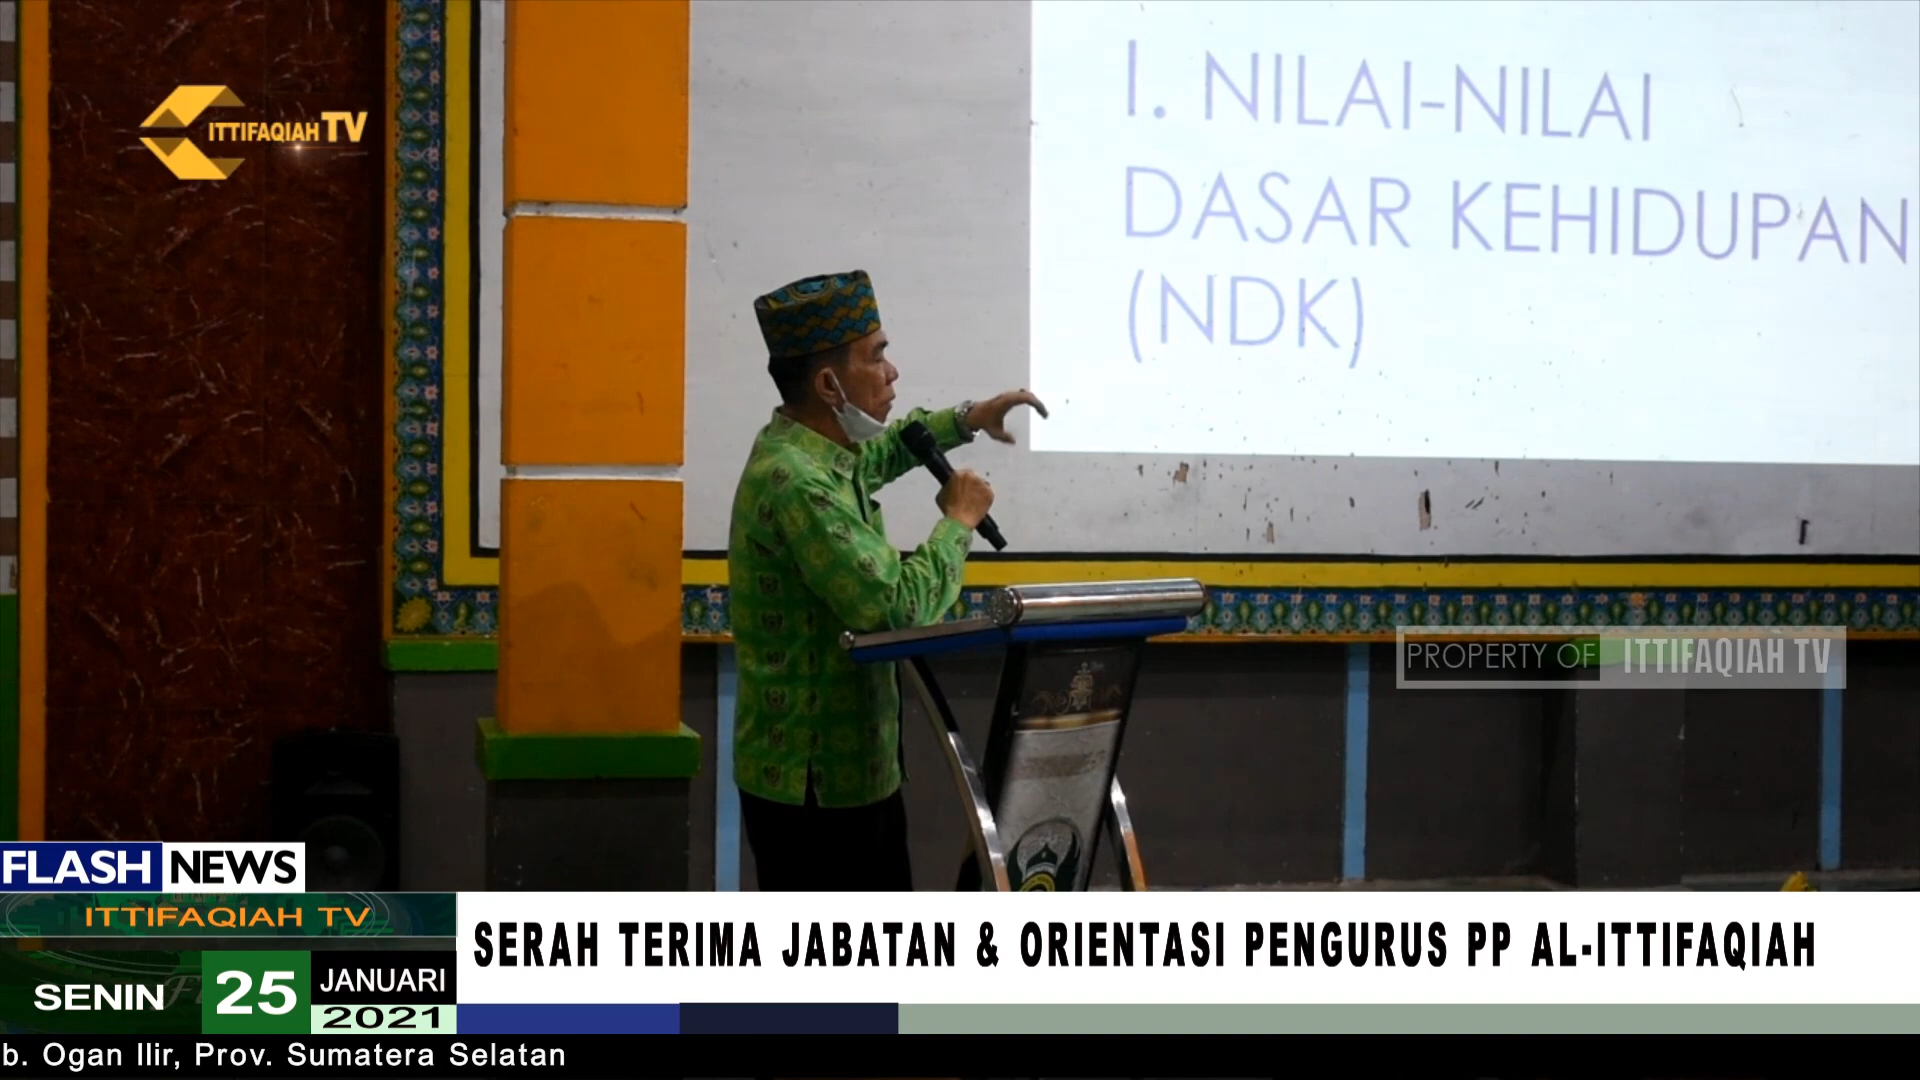 ITTIFAQIAH TV
I. NILAI-NILAI
DASAR KEHIDUPAN
(NDK)
PROPERTY OF ITTIFAQIAH TV
FLASH NEWS
ITTIFAQIAH TV
SERAH TERIMA JABATAN & ORIENTASI PENGURUS PP AL-ITTIFAQIAH
SENIN 25 JANUARI 2021
b. Ogan Ilir, Prov. Sumatera Selatan